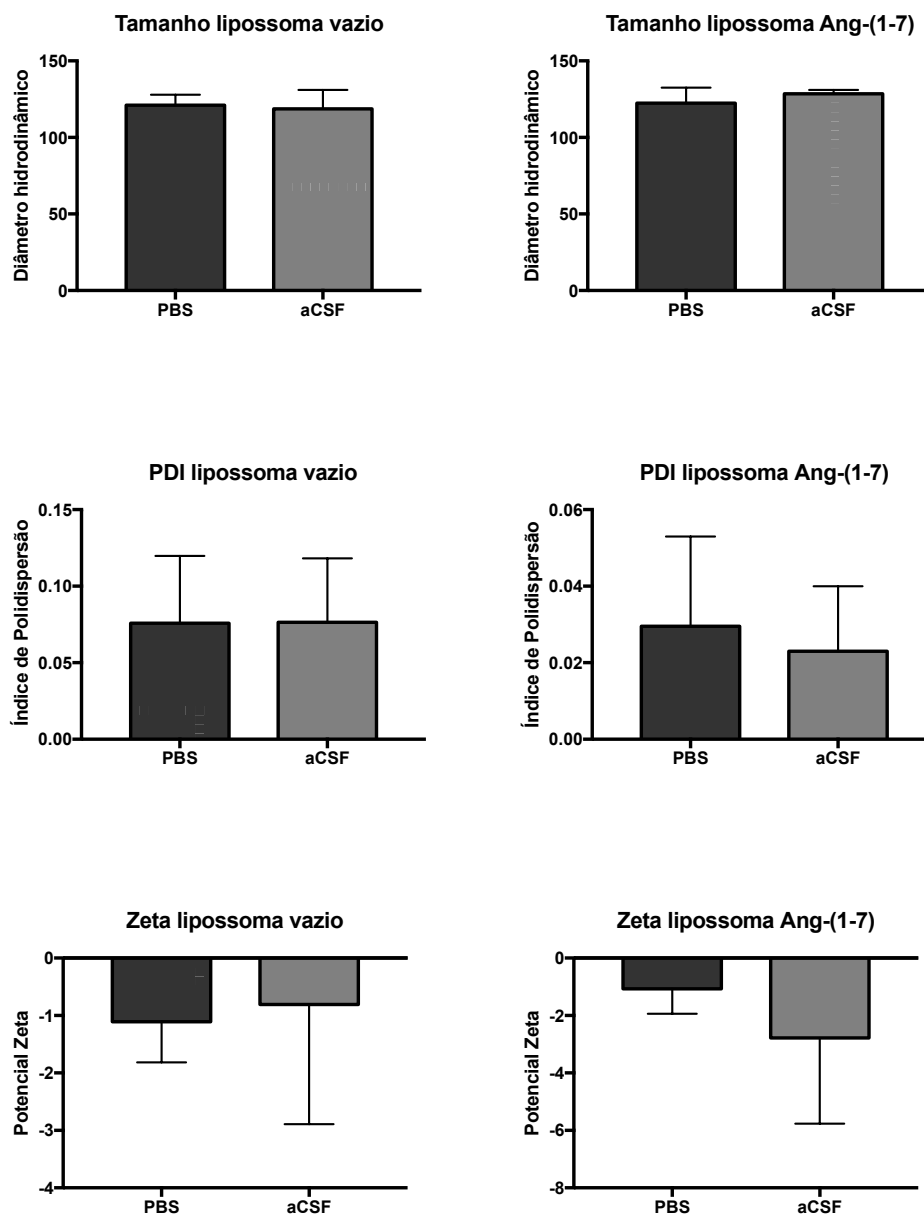 Tamanho lipossoma vazio
Diâmetro hidrodinâmico
150
100
50
0
PBS aCSF
Tamanho lipossoma Ang-(1-7)
Diâmetro hidrodinâmico
150
100
50
0
PBS aCSF
PDI lipossoma vazio
Índice de Polidispersão
0.15
0.10
0.05
0.00
PBS aCSF
PDI lipossoma Ang-(1-7)
Índice de Polidispersão
0.06
0.04
0.02
0.00
PBS aCSF
Zeta lipossoma vazio
Potencial Zeta
0
-1
-2
-3
-4
PBS aCSF
Zeta lipossoma Ang-(1-7)
Potencial Zeta
0
-2
-4
-6
-8
PBS aCSF